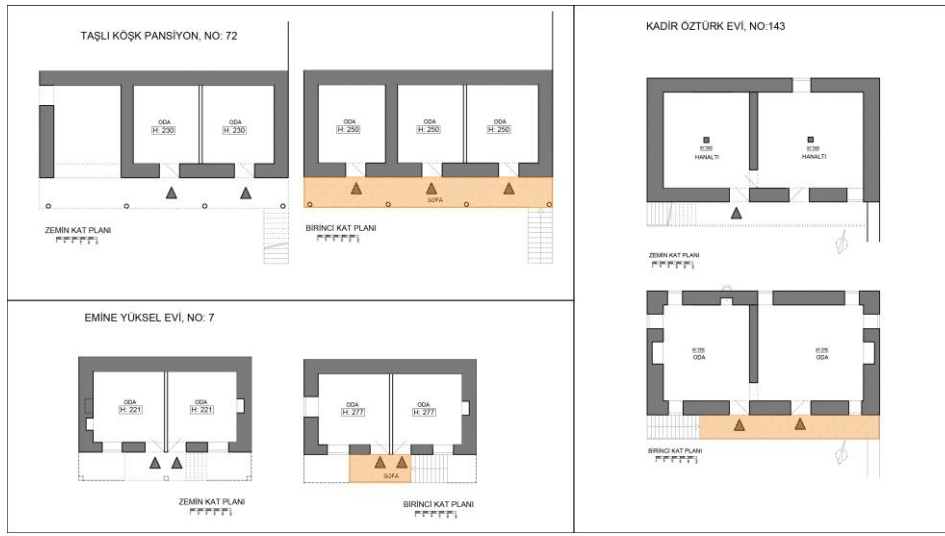 TAŞLI KÖŞK PANSİYON, NO: 72
ODA
H: 230
ODA
H: 230
ZEMİN KAT PLANI
ODA
H: 250
ODA
H: 250
ODA
H: 250
SOFA
BİRİNCİ KAT PLANI
EMİNE YÜKSEL EVİ, NO: 7
ODA
H: 221
ODA
H: 221
ZEMİN KAT PLANI
ODA
H: 277
ODA
H: 277
SOFA
BİRİNCİ KAT PLANI
KADİR ÖZTÜRK EVİ, NO:143
HANALTI
HANALTI
ZEMİN KAT PLANI
ODA
ODA
BİRİNCİ KAT PLANI